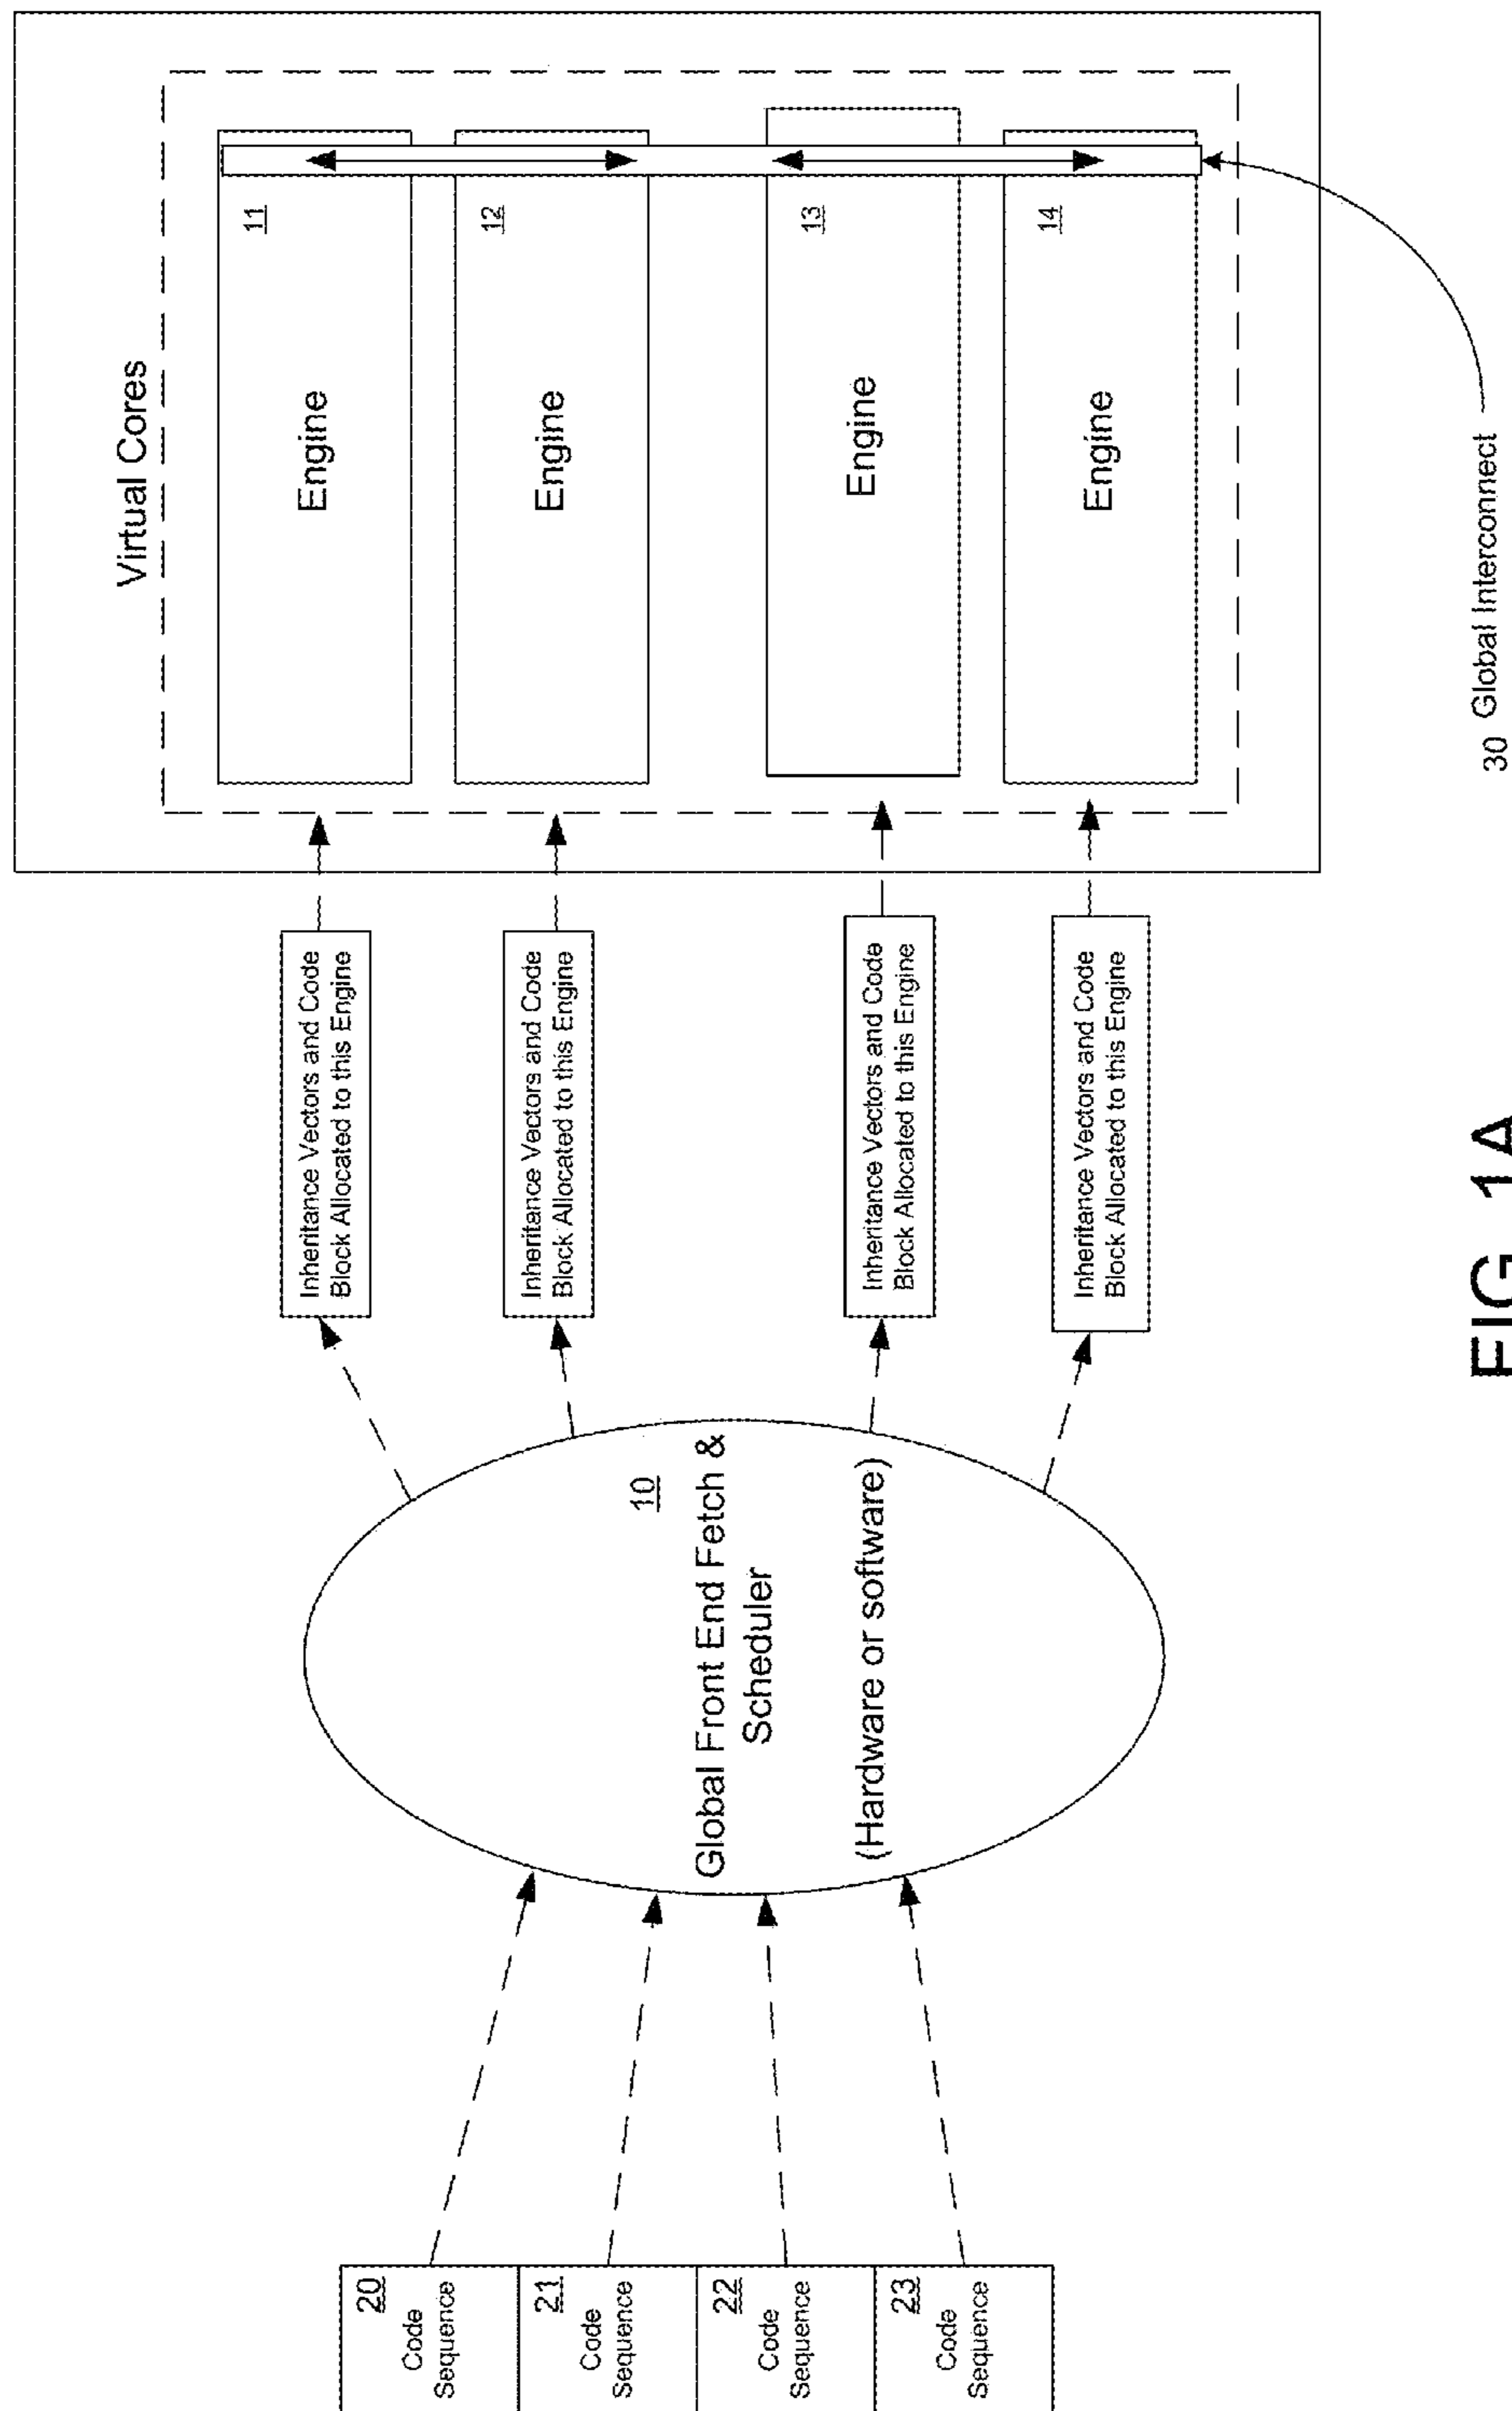 20
Code
Sequence
21
Code
Sequence
22
Code
Sequence
23
Code
Sequence
10
Global Front End Fetch &
Scheduler
(Hardware or software)
Inheritance Vectors and Code
Block Allocated to this Engine
Inheritance Vectors and Code
Block Allocated to this Engine
Inheritance Vectors and Code
Block Allocated to this Engine
Inheritance Vectors and Code
Block Allocated to this Engine
Virtual Cores
Engine
11
Engine
12
Engine
13
Engine
14
30 Global Interconnect
FIG. 1A